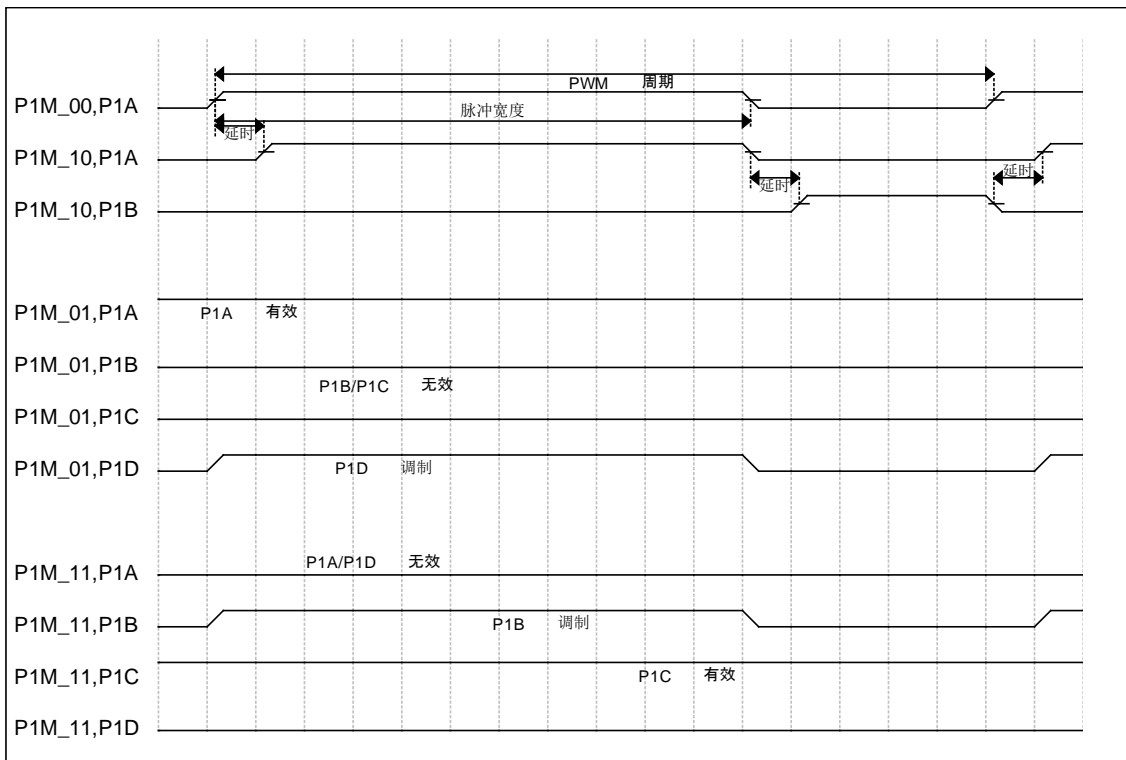 PWM 周期
P1M_00,P1A
脉冲宽度
延时
P1M_10,P1A
延时
延时
P1M_10,P1B
P1M_01,P1A
P1A 有效
P1M_01,P1B
P1B/P1C 无效
P1M_01,P1C
P1M_01,P1D
P1D 调制
P1A/P1D 无效
P1M_11,P1A
P1M_11,P1B
P1B 调制
P1M_11,P1C
P1C 有效
P1M_11,P1D